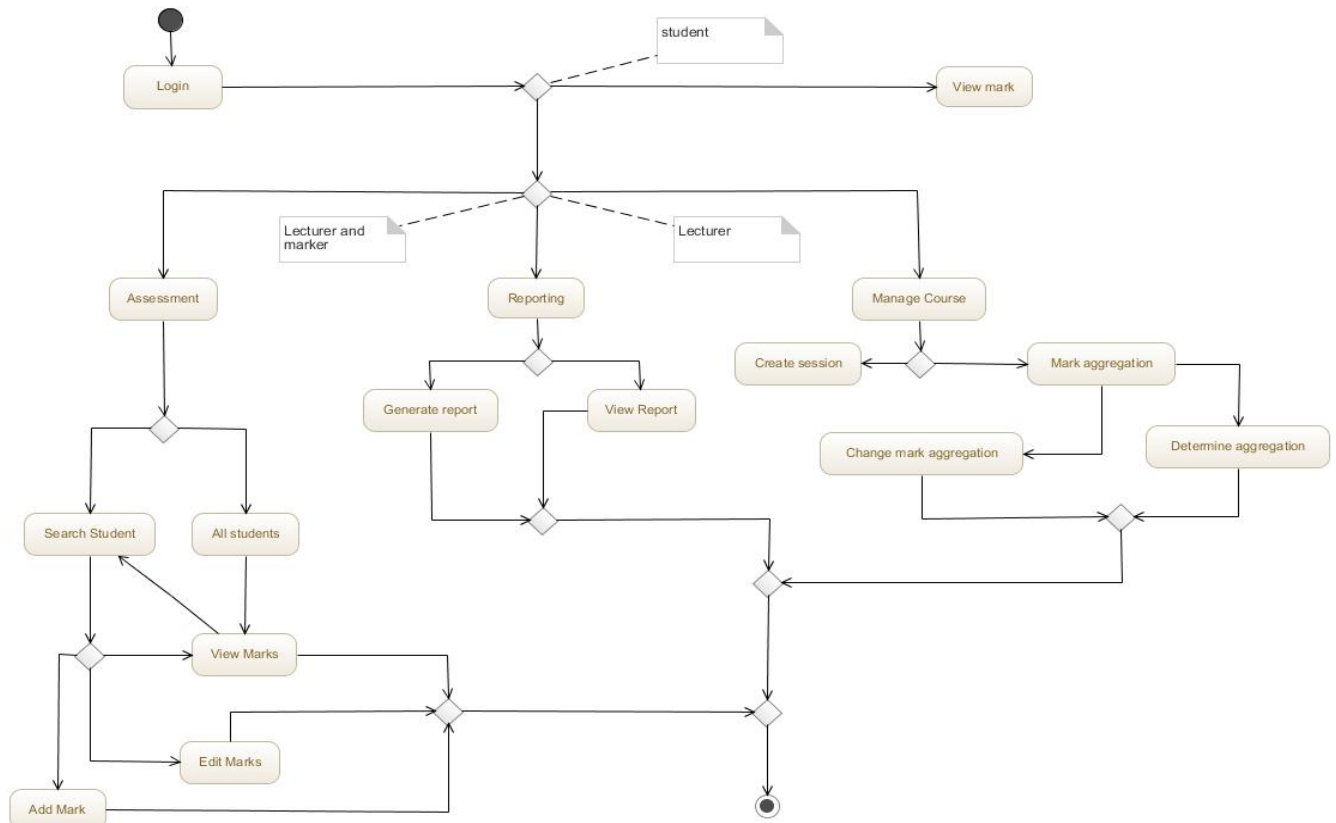 student
Login
View mark
Lecturer and
marker
Lecturer
Assessment
Reporting
Manage Course
Create session
Mark aggregation
Generate report
View Report
Change mark aggregation
Determine aggregation
Search Student
All students
View Marks
Edit Marks
Add Mark